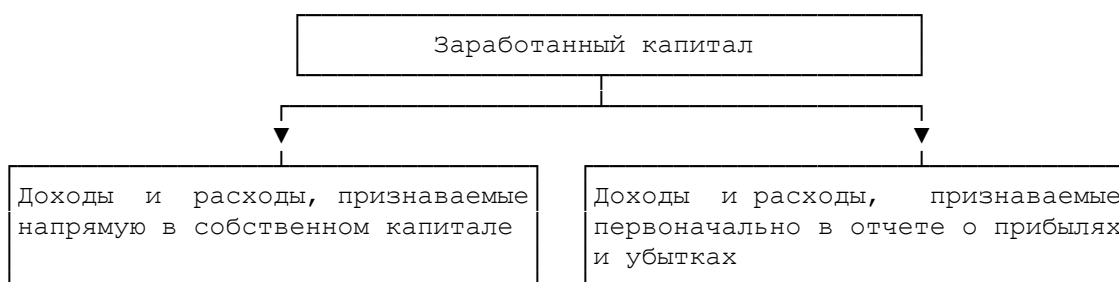 Заработанный капитал
Доходы и расходы, признаваемые
напрямую в собственном капитале
Доходы и расходы, признаваемые
первоначально в отчете о прибылях
и убытках